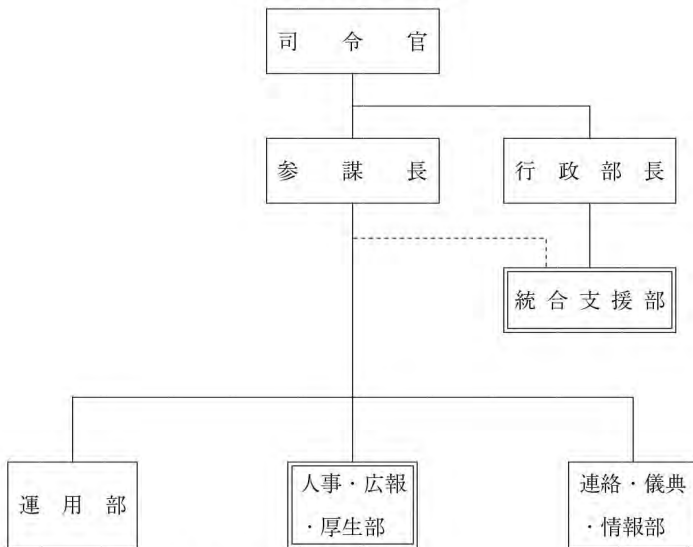 司令官
参謀長
行政部長
統合支援部
運用部
人事・広報
・厚生部
連絡・儀典
・情報部